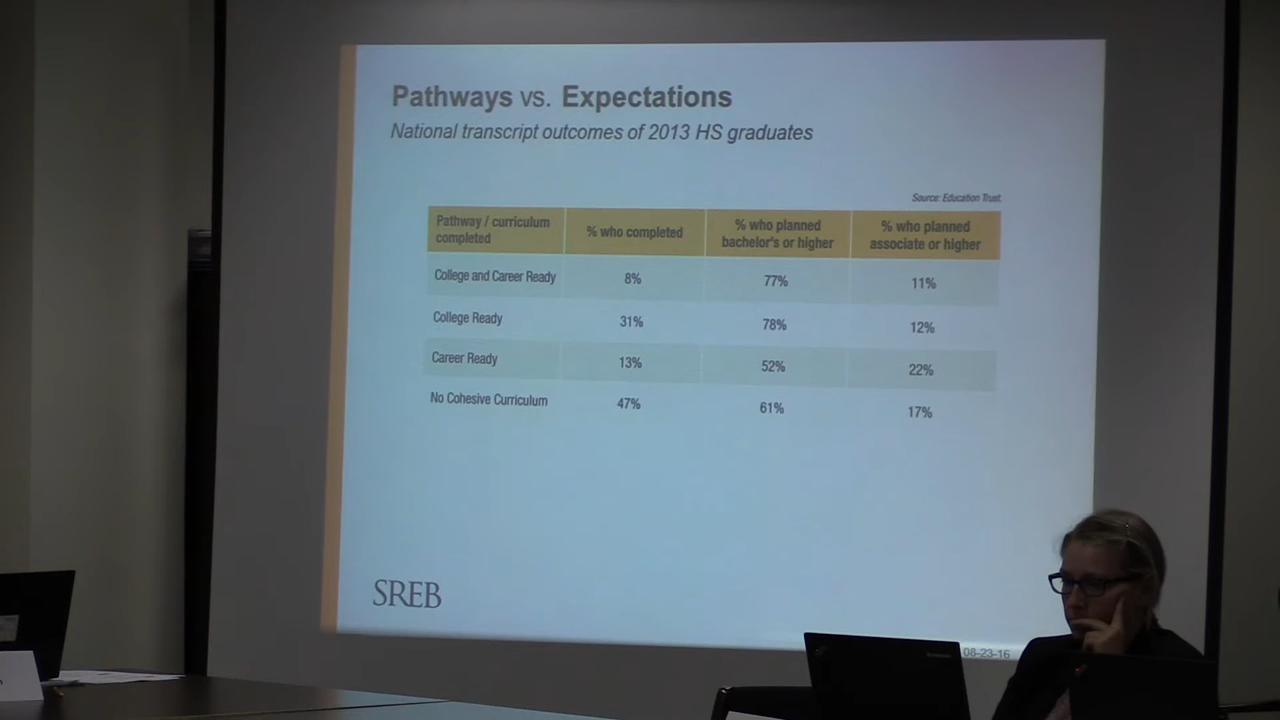 Pathways vs. Expectations
National transcript outcomes of 2013 HS graduates
Source: Education Trust
Pathway / curriculum completed
% who completed
% who planned bachelor's or higher
% who planned associate or higher
College and Career Ready 8% 77% 11%
College Ready 31% 78% 12%
Career Ready 13% 52% 22%
No Cohesive Curriculum 47% 61% 17%
SREB
08-23-16